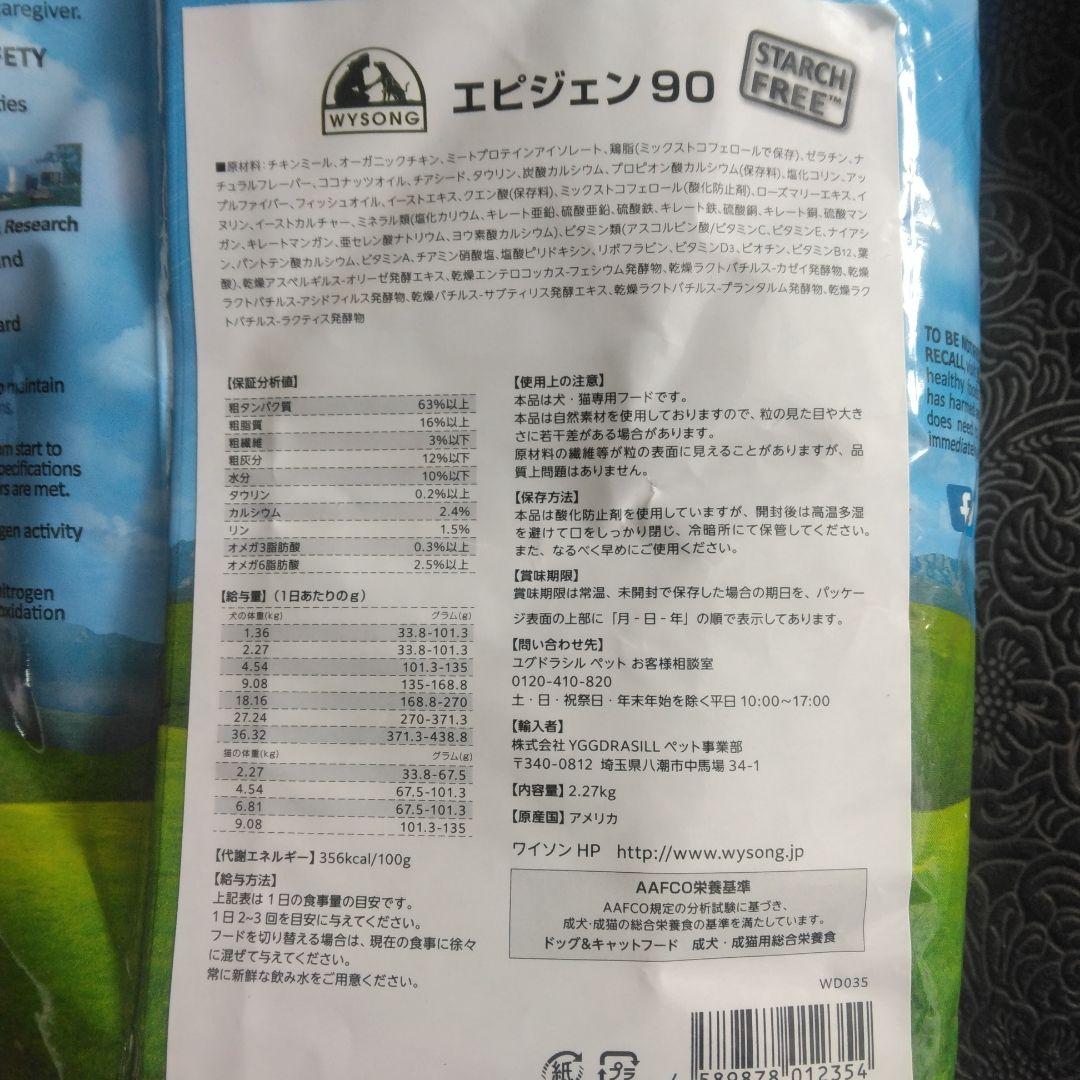 caregiver.
FETY
ties
Research
and
ard
maintain
ns.
om start to
pecifications
rs are met.
gen activity
nitrogen
oxidation
WYSONG
エピジェン90
STARCH
FREE™
■原材料:チキンミール、オーガニックチキン、ミートプロテインアイソレート、鶏脂(ミックストコフェロールで保存)、ゼラチン、ナ
チュラルフレーバー、ココナッツオイル、チアシード、タウリン、炭酸カルシウム、プロピオン酸カルシウム(保存料)、塩化コリン、アッ
プルファイバー、フィッシュオイル、イーストエキス、クエン酸(保存料)、ミックストコフェロール(酸化防止剤)、ローズマリーエキス、イ
ヌリン、イーストカルチャー、ミネラル類(塩化カリウム、キレート亜鉛、硫酸亜鉛、硫酸鉄、キレート鉄、硫酸銅、キレート銅、硫酸マン
ガン、キレートマンガン、亜セレン酸ナトリウム、ヨウ素酸カルシウム)、ビタミン類(アスコルビン酸/ビタミンC、ビタミンE、ナイアシ
ン、パントテン酸カルシウム、ビタミンA、チアミン硝酸塩、塩酸ピリドキシン、リボフラビン、ビタミンD3、ビオチン、ビタミンB12、葉
酸)、乾燥アスペルギルス-オリーゼ発酵エキス、乾燥エンテロコッカス-フェシウム発酵物、乾燥ラクトバチルス-カゼイ発酵物、乾燥
ラクトバチルス-アシドフィルス発酵物、乾燥バチルス-サブティリス発酵エキス、乾燥ラクトバチルス-プランタルム発酵物、乾燥ラク
トバチルス-ラクティス発酵物
【保証分析値】
粗タンパク質 63%以上
粗脂質 16%以上
粗繊維 3%以下
粗灰分 12%以下
水分 10%以下
タウリン 0.2%以上
カルシウム 2.4%
リン 1.5%
オメガ3脂肪酸 0.3%以上
オメガ6脂肪酸 2.5%以上
【給与量】(1日あたりのg)
犬の体重(kg) グラム(g)
1.36 33.8-101.3
2.27 33.8-101.3
4.54 101.3-135
9.08 135-168.8
18.16 168.8-270
27.24 270-371.3
36.32 371.3-438.8
猫の体重(kg) グラム(g)
2.27 33.8-67.5
4.54 67.5-101.3
6.81 67.5-101.3
9.08 101.3-135
【代謝エネルギー】356kcal/100g
【給与方法】
上記表は1日の食事量の目安です。
1日2~3回を目安に与えてください。
フードを切り替える場合は、現在の食事に徐々
に混ぜて与えてください。
常に新鮮な飲み水をご用意ください。
【使用上の注意】
本品は犬・猫専用フードです。
本品は自然素材を使用しておりますので、粒の見た目や大き
さに若干差がある場合があります。
原材料の繊維等が粒の表面に見えることがありますが、品
質上問題はありません。
【保存方法】
本品は酸化防止剤を使用していますが、開封後は高温多湿
を避けて口をしっかり閉じ、冷暗所にて保管してください。
また、なるべく早めにご使用ください。
【賞味期限】
賞味期限は常温、未開封で保存した場合の期日を、パッケー
ジ表面の上部に「月-日-年」の順で表示してあります。
【問い合わせ先】
ユグドラシル ペット お客様相談室
0120-410-820
土・日・祝祭日・年末年始を除く平日 10:00~17:00
【輸入者】
株式会社 YGGDRASILL ペット事業部
〒340-0812 埼玉県八潮市中馬場 34-1
【内容量】2.27kg
【原産国】アメリカ
ワイソン HP http://www.wysong.jp
AAFCO栄養基準
AAFCO規定の分析試験に基づき、
成犬・成猫の総合栄養食の基準を満たしています。
ドッグ&キャットフード 成犬・成猫用総合栄養食
WD035
紙
プラ
4 589878 012354
TO BE
RECALL,
healthy
has
does need
immediate
f